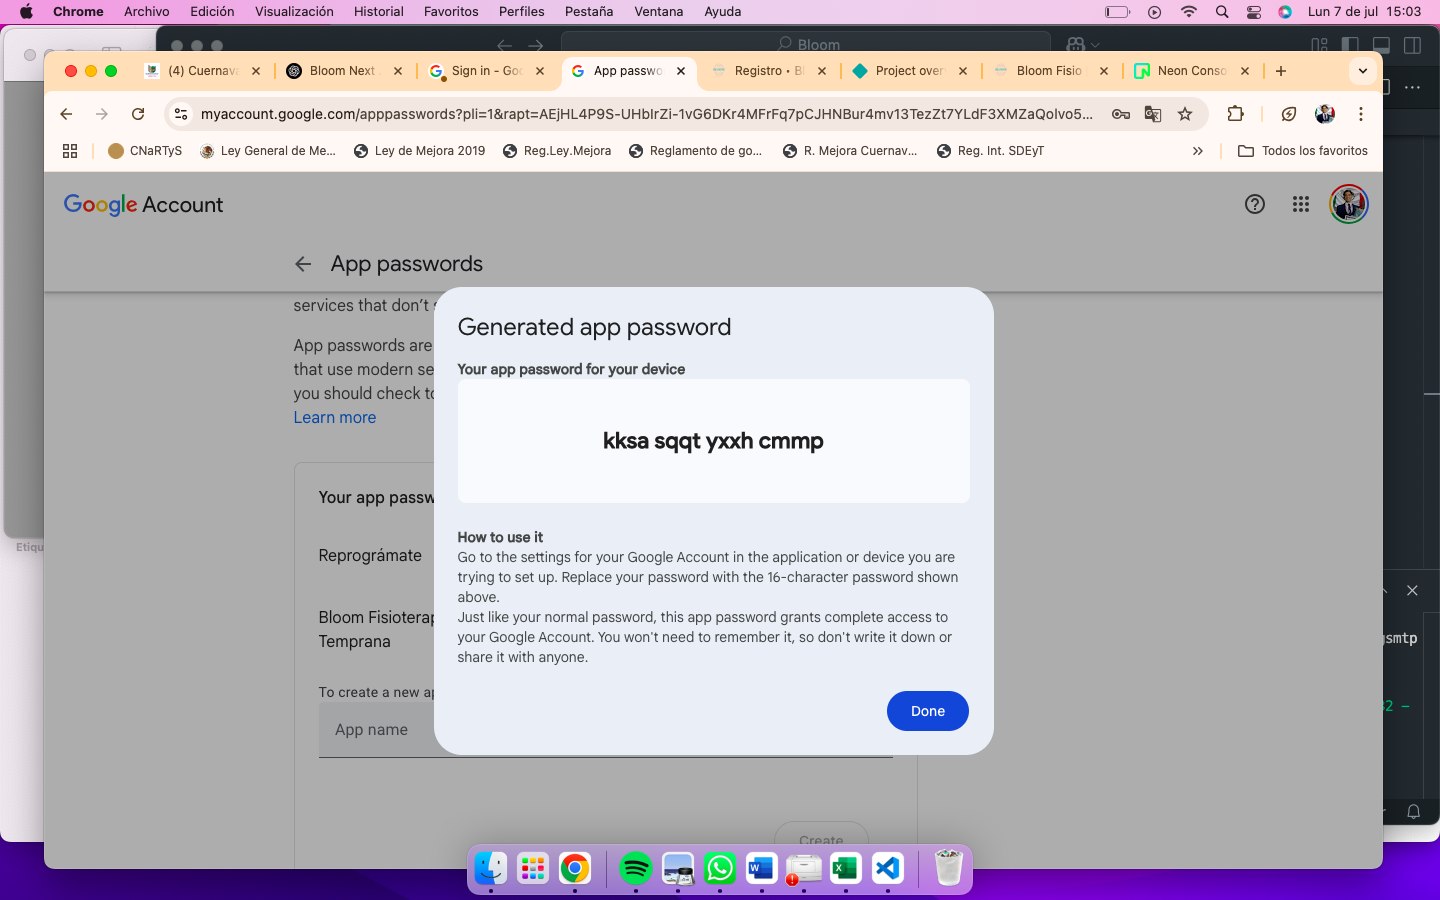 Chrome Archivo Edición Visualización Historial Favoritos Perfiles Pestaña Ventana Ayuda Lun 7 de jul 15:03
Bloom
(4) Cuernav Bloom Next Sign in - Goo App passwo Registro • Bl Project over Bloom Fisio Neon Conso
myaccount.google.com/apppasswords?pli=1&rapt=AEjHL4P9S-UHbIrZi-1vG6DKr4MFrFq7pCJHNBur4mv13TezZt7YLdF3XMZaQolvo5...
CNaRTyS Ley General de Me... Ley de Mejora 2019 Reg.Ley.Mejora Reglamento de go... R. Mejora Cuernav... Reg. Int. SDEyT » Todos los favoritos
Google Account
App passwords
services that don't
App passwords are
that use modern se
you should check to
Learn more
Your app passw
Reprográmate
Bloom Fisioterap
Temprana
To create a new ap
App name
Create
Generated app password
Your app password for your device
kksa sqqt yxxh cmmp
How to use it
Go to the settings for your Google Account in the application or device you are
trying to set up. Replace your password with the 16-character password shown
above.
Just like your normal password, this app password grants complete access to
your Google Account. You won't need to remember it, so don't write it down or
share it with anyone.
Done
Etiqu
gsmtp
32 –